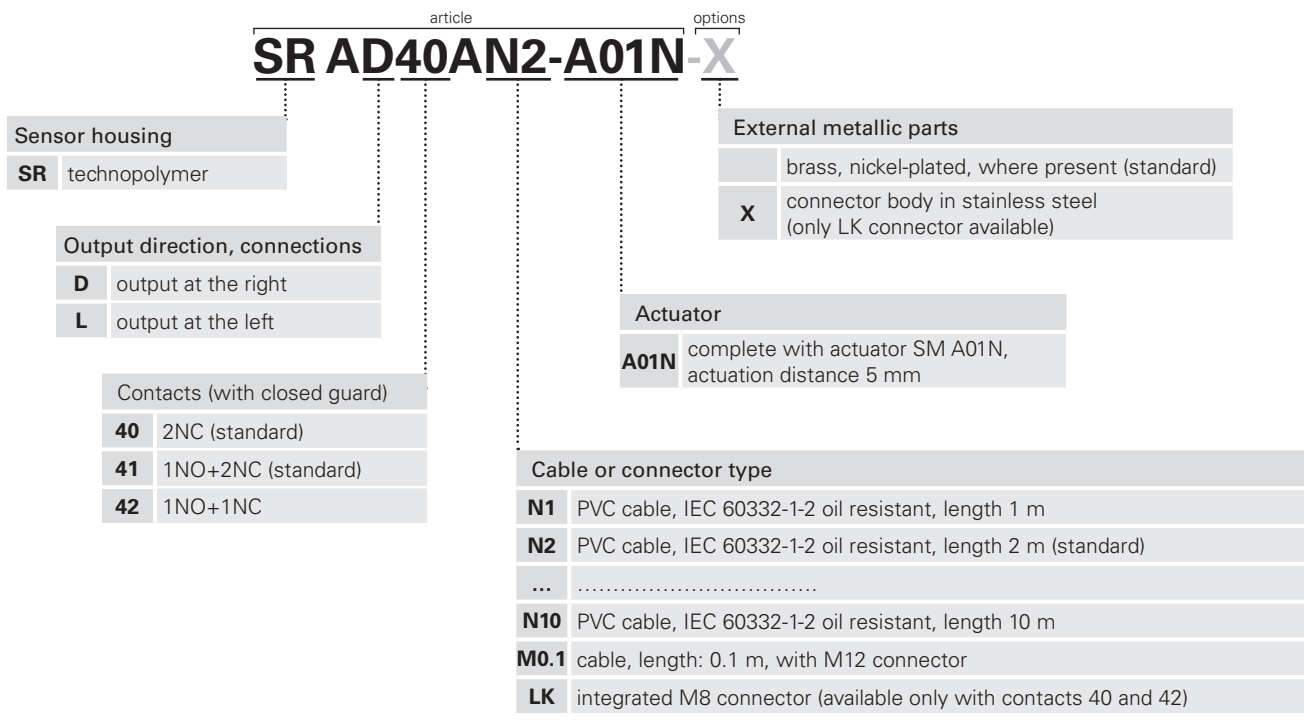 article options
SR AD40AN2-A01N-X
Sensor housing
SR technopolymer
Output direction, connections
D output at the right
L output at the left
Contacts (with closed guard)
40 2NC (standard)
41 1NO+2NC (standard)
42 1NO+1NC
External metallic parts
brass, nickel-plated, where present (standard)
X connector body in stainless steel
(only LK connector available)
Actuator
A01N complete with actuator SM A01N,
actuation distance 5 mm
Cable or connector type
N1 PVC cable, IEC 60332-1-2 oil resistant, length 1 m
N2 PVC cable, IEC 60332-1-2 oil resistant, length 2 m (standard)
... ...............................
N10 PVC cable, IEC 60332-1-2 oil resistant, length 10 m
M0.1 cable, length: 0.1 m, with M12 connector
LK integrated M8 connector (available only with contacts 40 and 42)